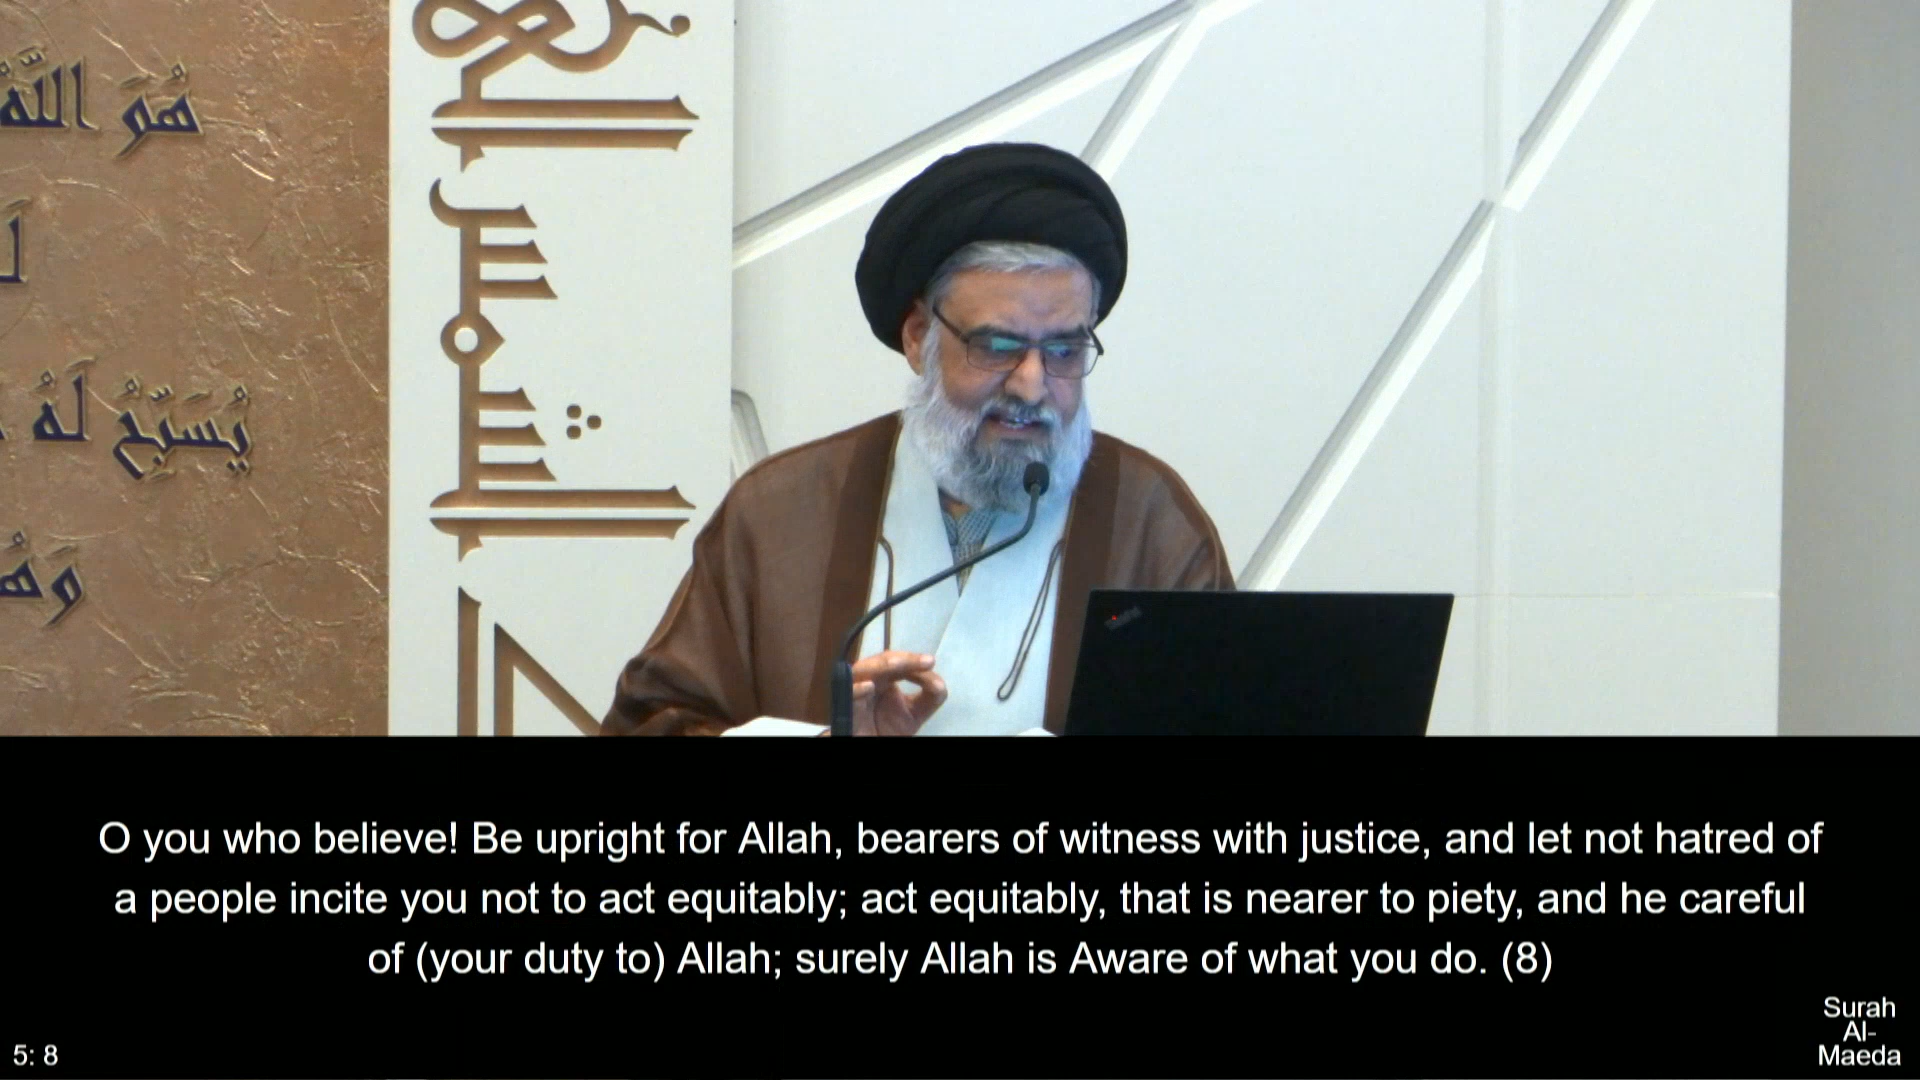 هُوَ اللَّهُ
يُسَبِّحُ لَهُ
O you who believe! Be upright for Allah, bearers of witness with justice, and let not hatred of
a people incite you not to act equitably; act equitably, that is nearer to piety, and he careful
of (your duty to) Allah; surely Allah is Aware of what you do. (8)
5: 8
Surah
Al-
Maeda